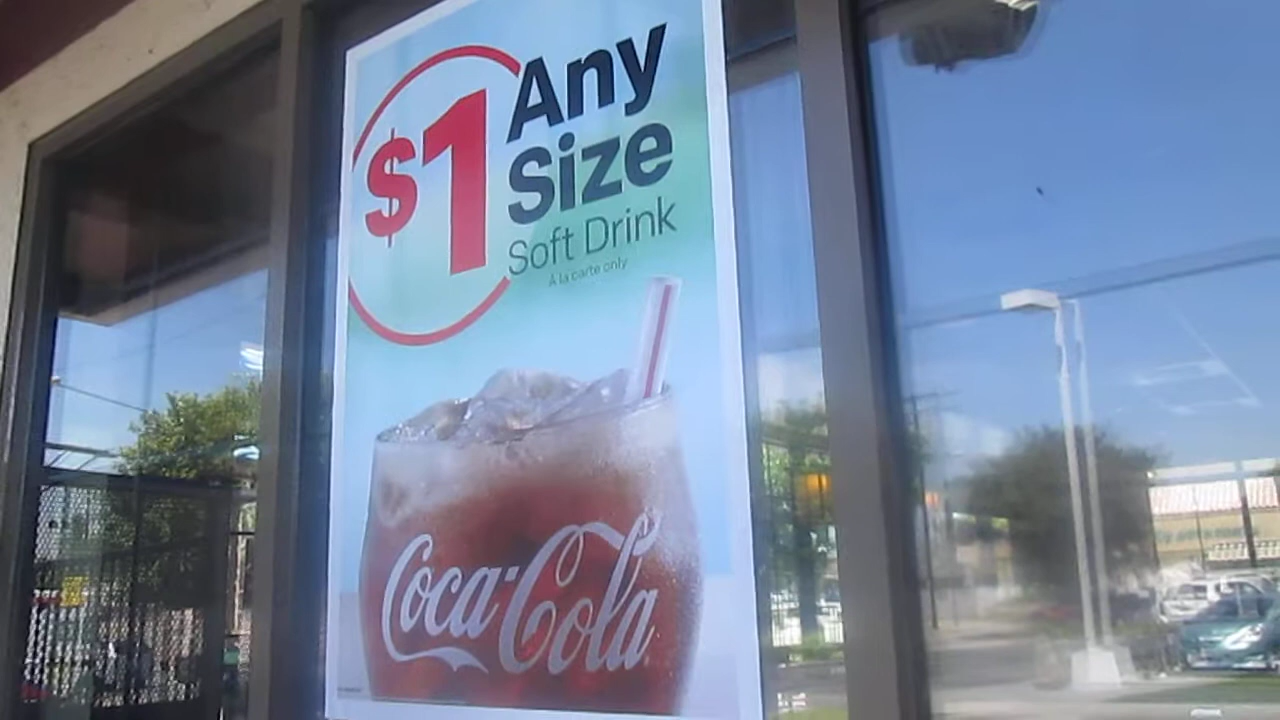 $1 Any
Size
Soft Drink
À la carte only
Coca-Cola